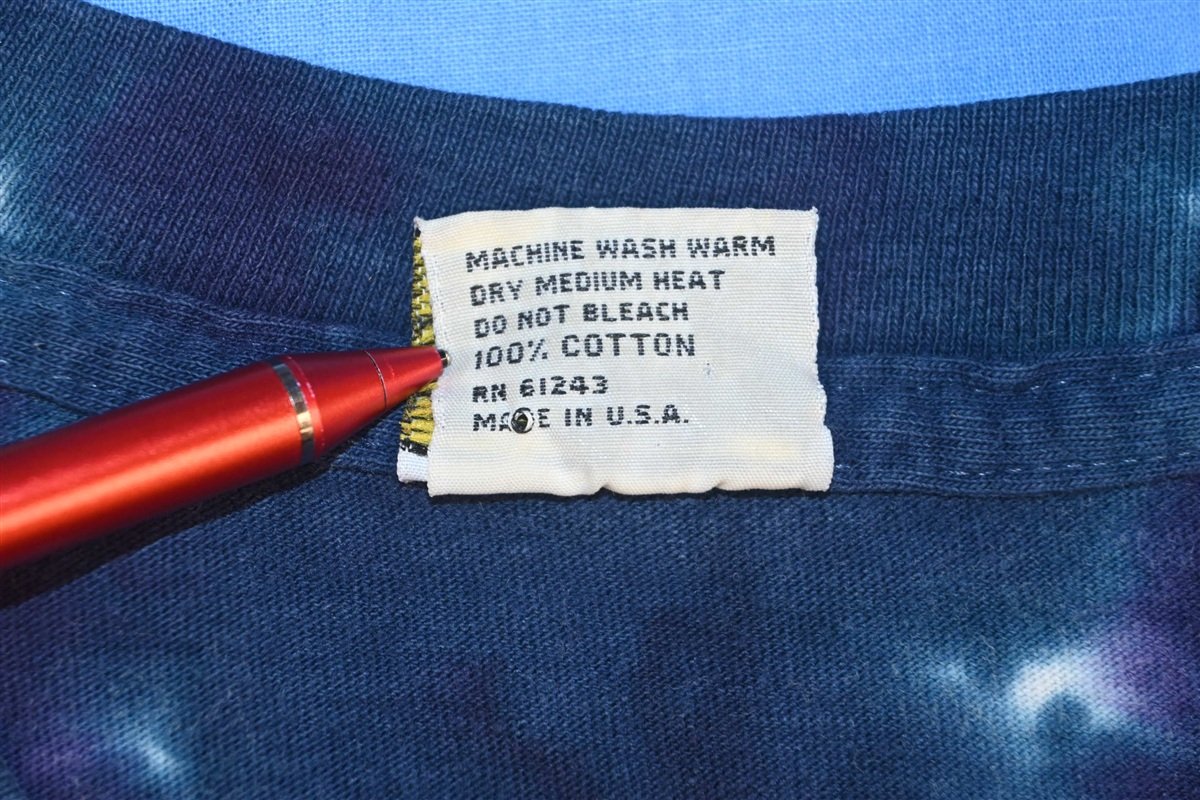 MACHINE WASH WARM
DRY MEDIUM HEAT
DO NOT BLEACH
100% COTTON
RN 61243
MADE IN U.S.A.